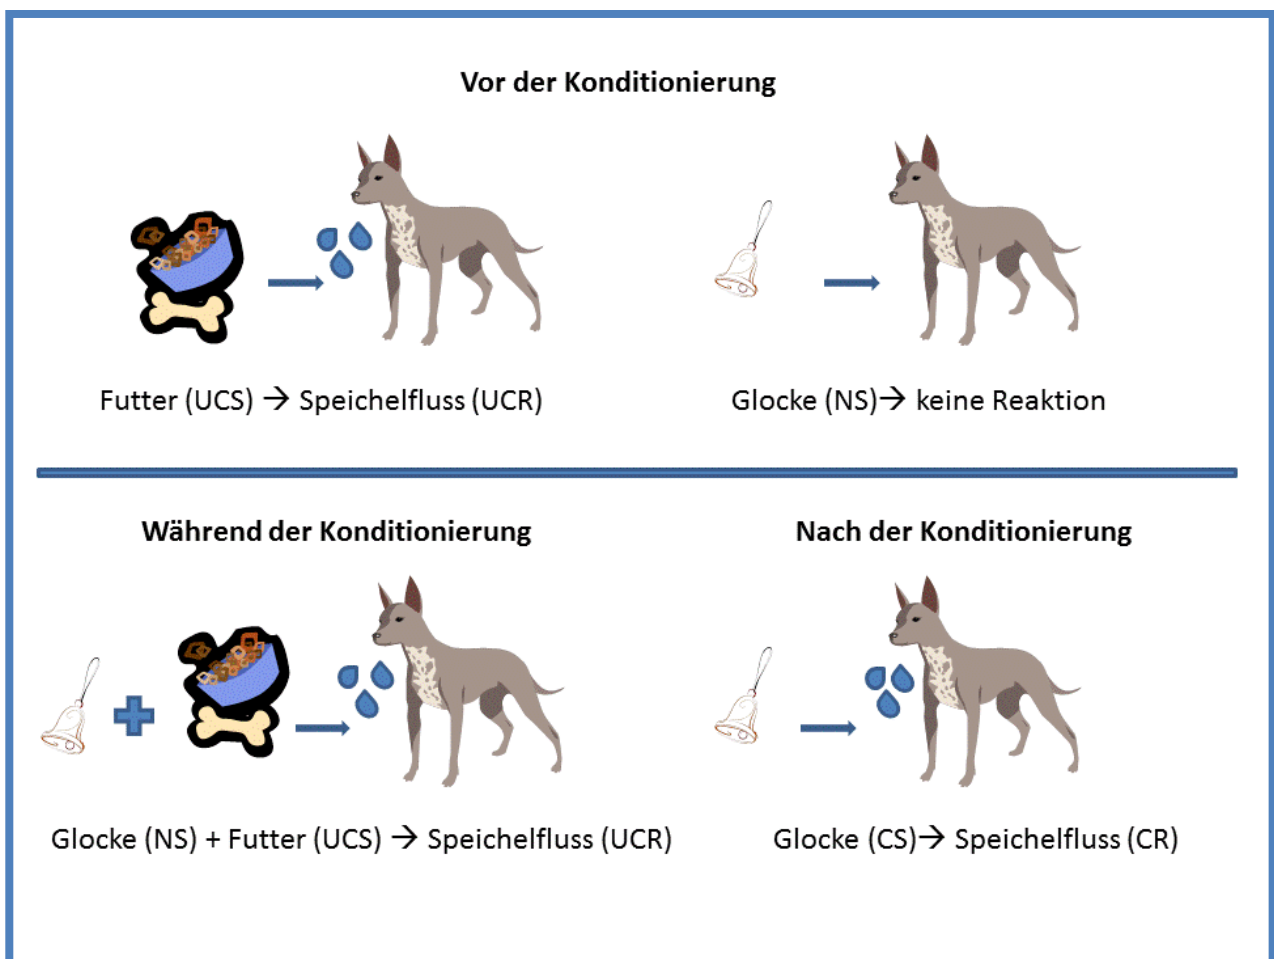 Vor der Konditionierung
Futter (UCS) → Speichelfluss (UCR)
Glocke (NS)→ keine Reaktion
Während der Konditionierung
Nach der Konditionierung
Glocke (NS) + Futter (UCS) → Speichelfluss (UCR)
Glocke (CS)→ Speichelfluss (CR)